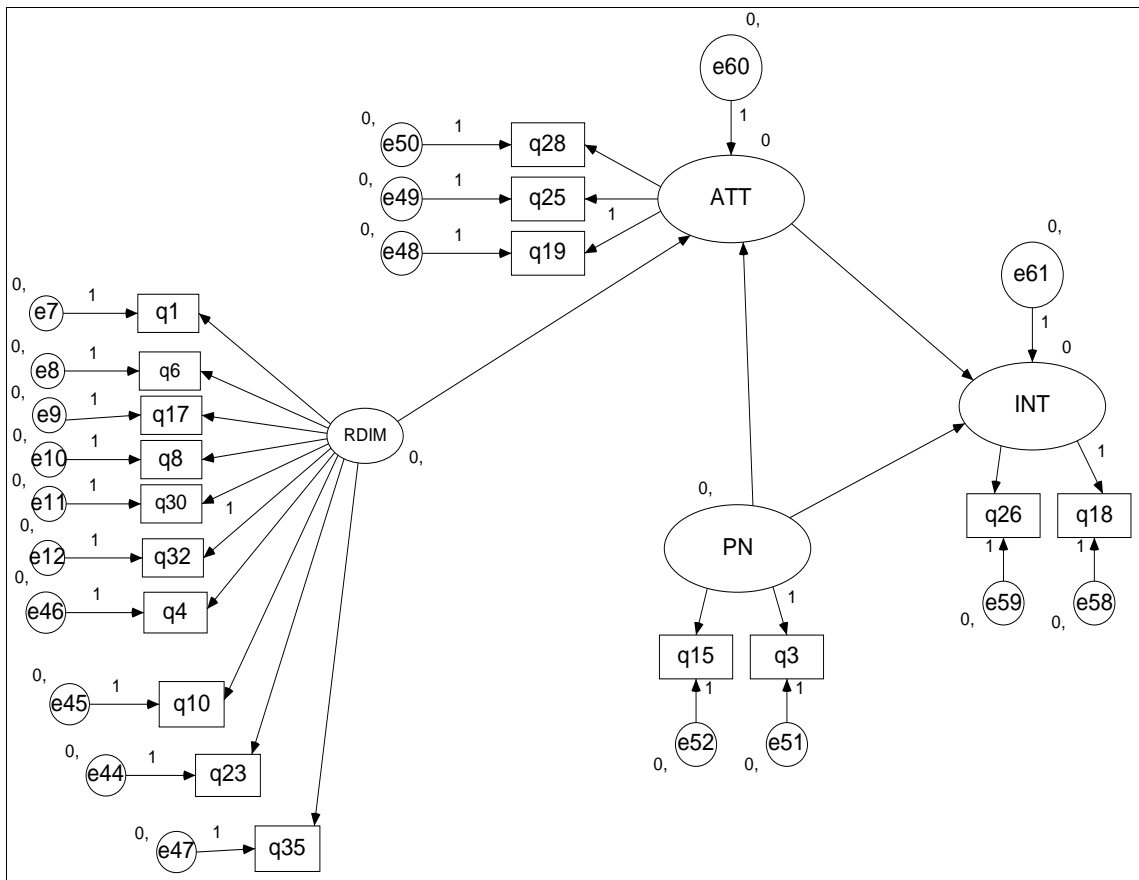 0,
e60
1
0
ATT
0,
e50
1
q28
0,
e49
1
q25
1
0,
e48
1
q19
0,
e61
1
0
INT
1
q26
q18
1
1
0,
e59
0,
e58
0,
e7
1
q1
0,
e8
1
q6
0,
e9
1
q17
0,
e10
1
q8
0,
e11
1
q30
1
0,
e12
1
q32
0,
e46
1
q4
0,
e45
1
q10
0,
e44
1
q23
0,
e47
1
q35
RDIM
0,
0,
PN
1
q15
q3
1
1
0,
e52
0,
e51